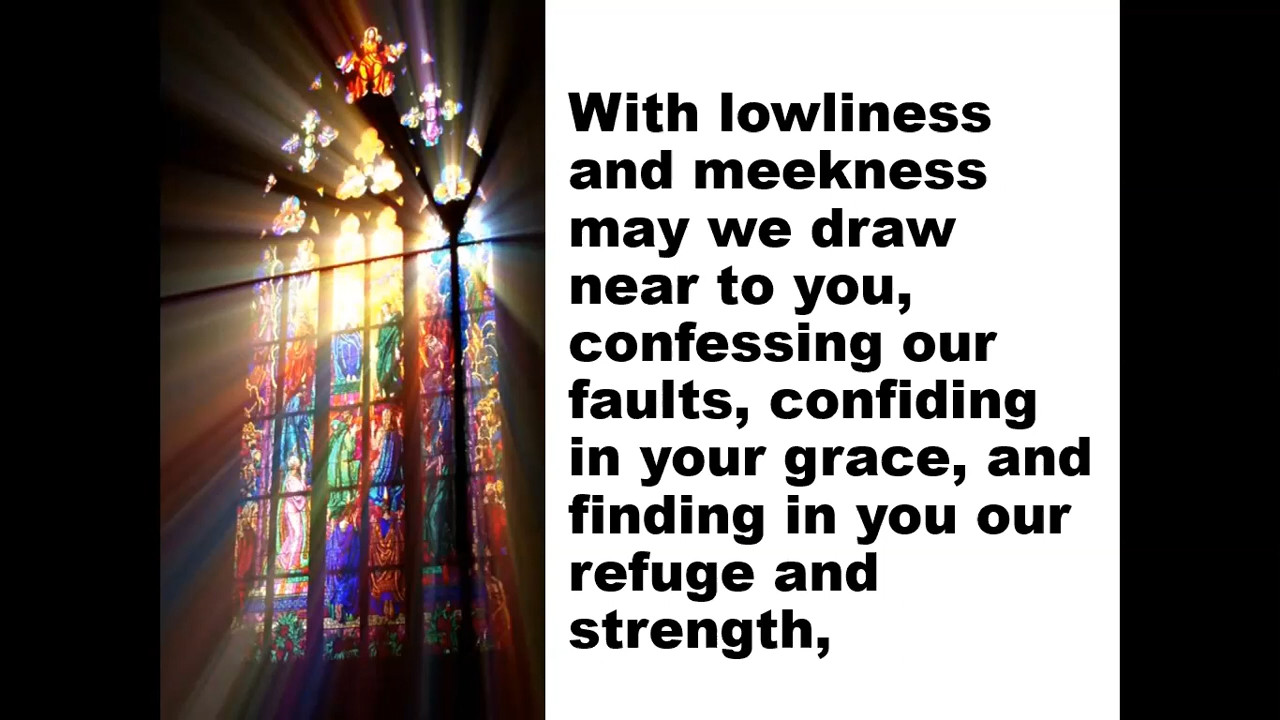 With lowliness
and meekness
may we draw
near to you,
confessing our
faults, confiding
in your grace, and
finding in you our
refuge and
strength,